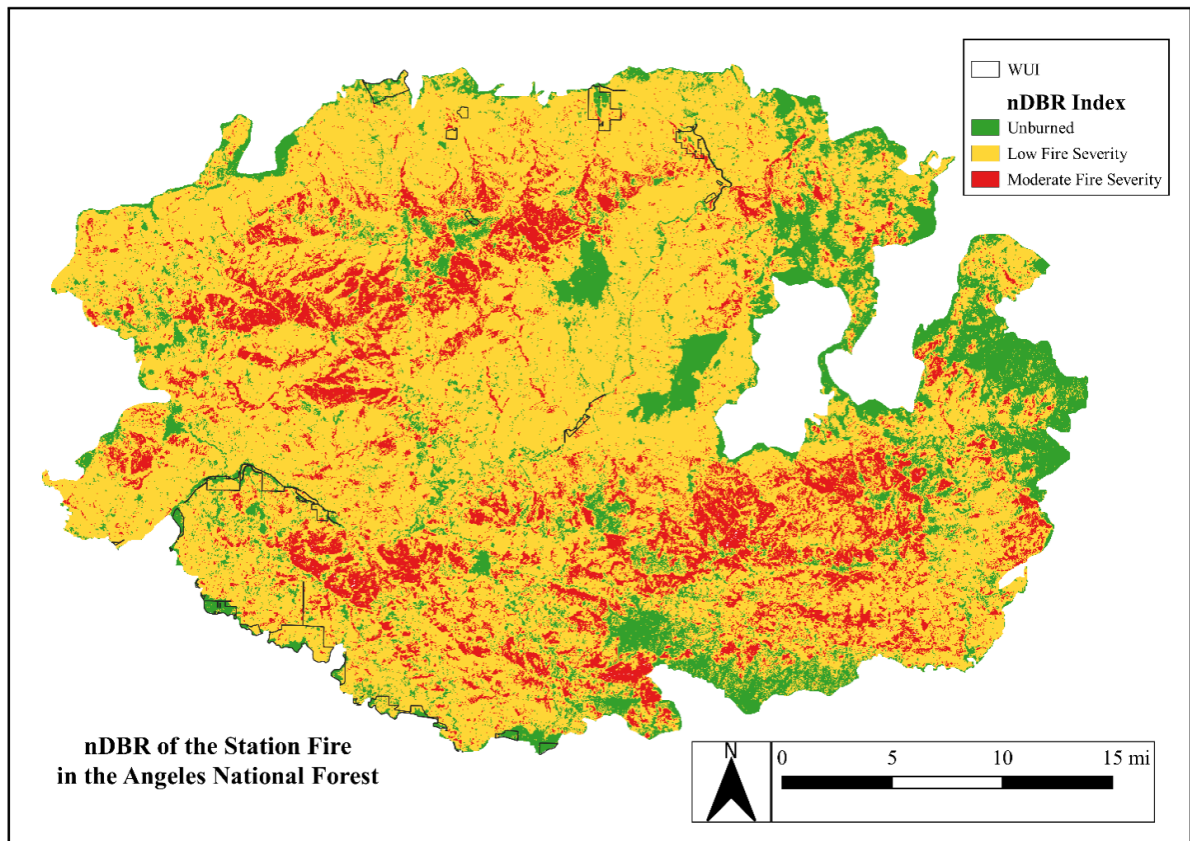 WUI
nDBR Index
Unburned
Low Fire Severity
Moderate Fire Severity
nDBR of the Station Fire
in the Angeles National Forest
N
0 5 10 15 mi